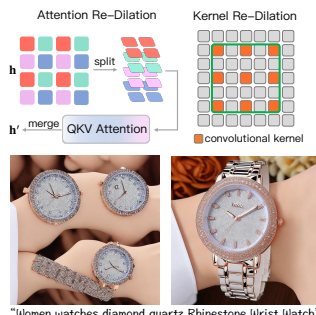 Attention Re-Dilation
Kernel Re-Dilation
h
split
h′
merge
QKV Attention
convolutional kernel
"Women watches diamond quartz Rhinestone Wrist Watch"